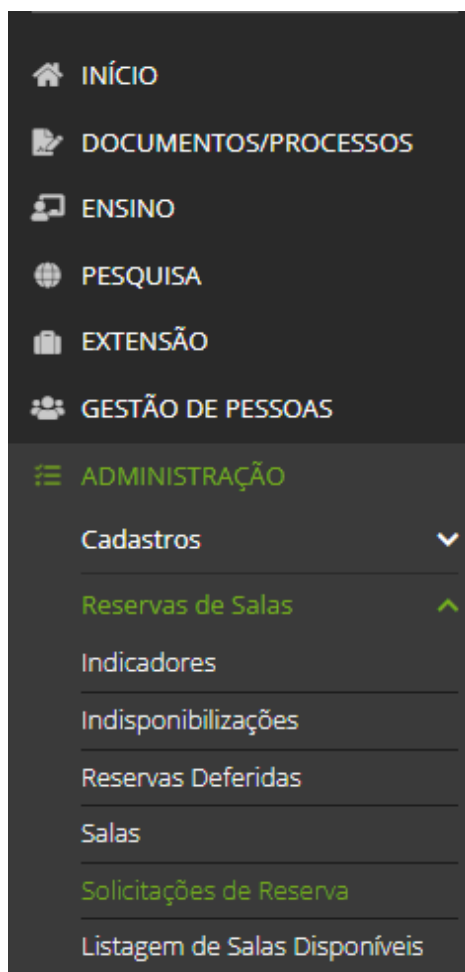 INÍCIO
DOCUMENTOS/PROCESSOS
ENSINO
PESQUISA
EXTENSÃO
GESTÃO DE PESSOAS
ADMINISTRAÇÃO
Cadastros
Reservas de Salas
Indicadores
Indisponibilizações
Reservas Deferidas
Salas
Solicitações de Reserva
Listagem de Salas Disponíveis